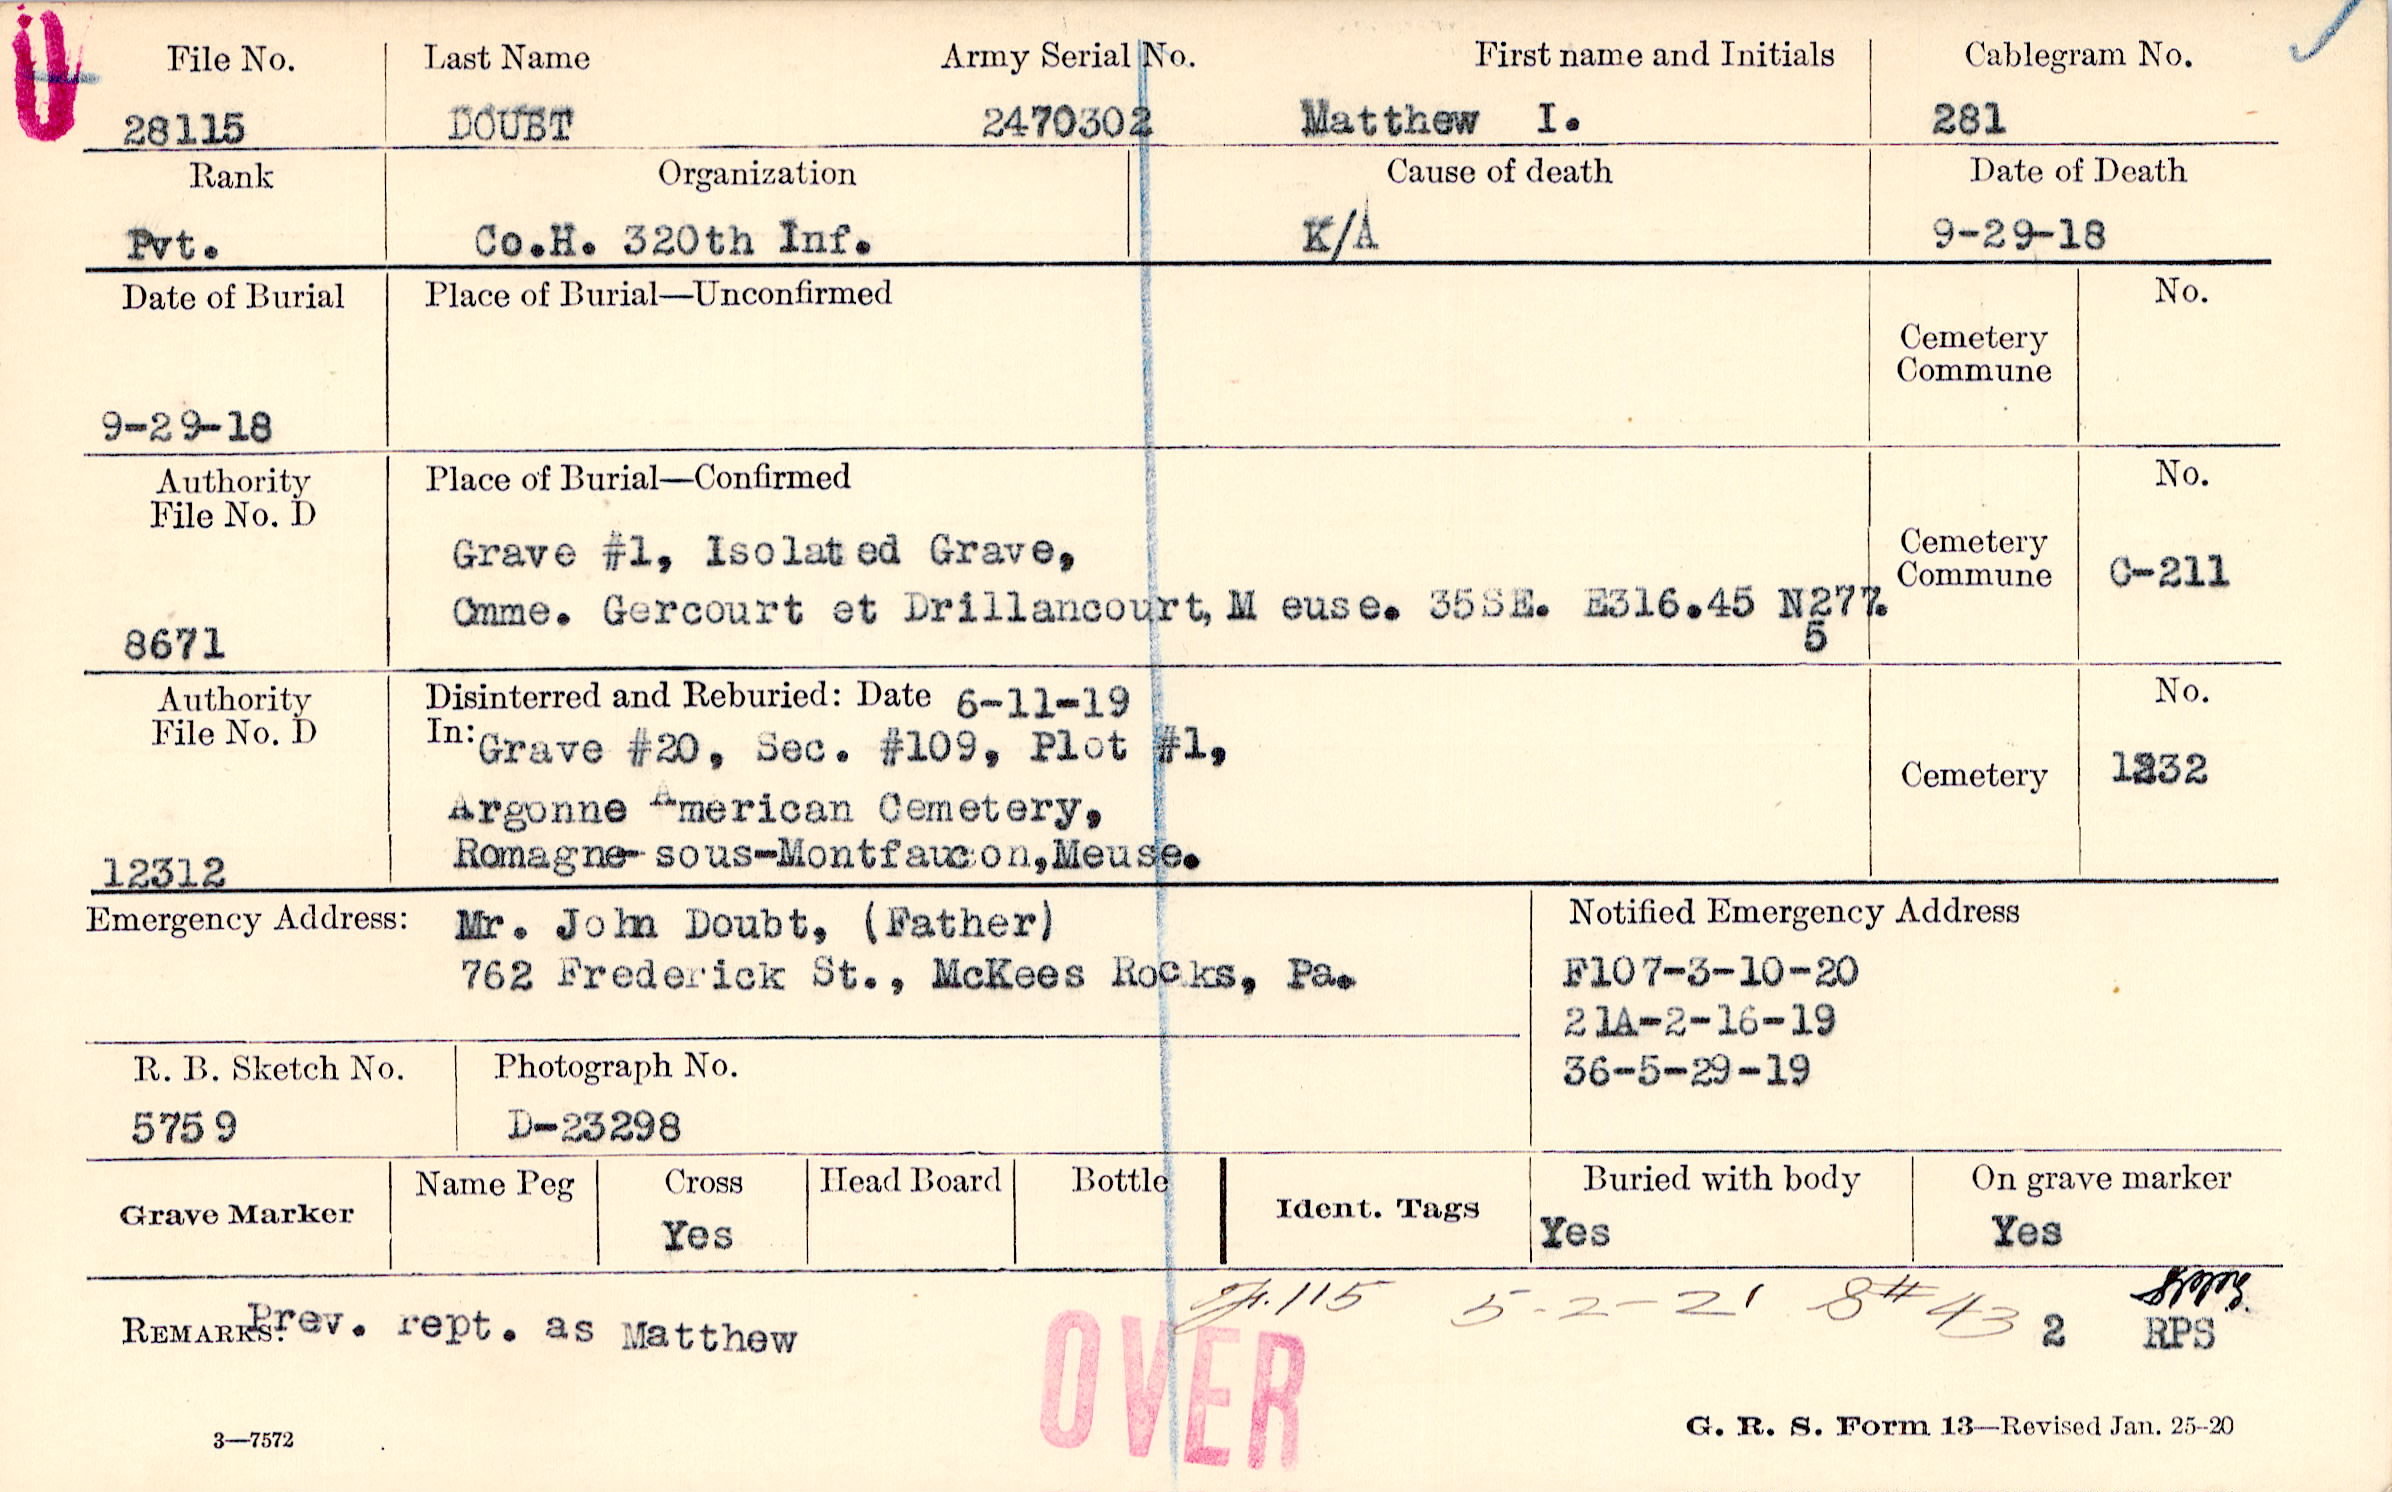 U
File No. Last Name Army Serial No. First name and Initials Cablegram No.
28115 DOUBT 2470302 Matthew I. 281
Rank Organization Cause of death Date of Death
Pvt. Co.H. 320th Inf. K/A 9-29-18
Date of Burial Place of Burial—Unconfirmed No.
Cemetery
Commune
9-29-18
Authority Place of Burial—Confirmed No.
File No. D
Grave #1, Isolated Grave, Cemetery
Commune C-211
Cmme. Gercourt et Drillancourt, M euse. 35SE. E316.45 N277.
5
8671
Authority Disinterred and Reburied: Date 6-11-19 No.
File No. D In: Grave #20, Sec. #109, Plot #1,
Cemetery 1232
Argonne American Cemetery,
Romagne-sous-Montfaucon,Meuse.
12312
Emergency Address: Mr. John Doubt, (Father) Notified Emergency Address
762 Frederick St., McKees Rocks, Pa. F107-3-10-20
21A-2-16-19
R. B. Sketch No. Photograph No. 36-5-29-19
5759 D-23298
Grave Marker Name Peg Cross Head Board Bottle Ident. Tags Buried with body On grave marker
Yes Yes Yes
115 5-2-21 8# 43
REMARKS: Prev. rept. as Matthew 2 RPS
OVER
3—7572 G. R. S. Form 13—Revised Jan. 25-20